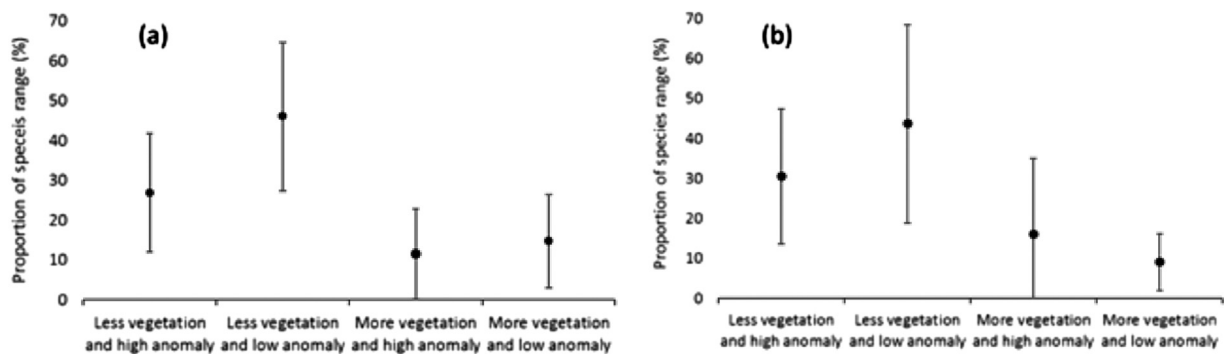 (a)
Proportion of speceis range (%)
70
60
50
40
30
20
10
0
Less vegetation
and high anomaly
Less vegetation
and low anomaly
More vegetation
and high anomaly
More vegetation
and low anomaly
(b)
Proportion of species range (%)
70
60
50
40
30
20
10
0
Less vegetation
and high anomaly
Less vegetation
and low anomaly
More vegetation
and high anomaly
More vegetation
and low anomaly